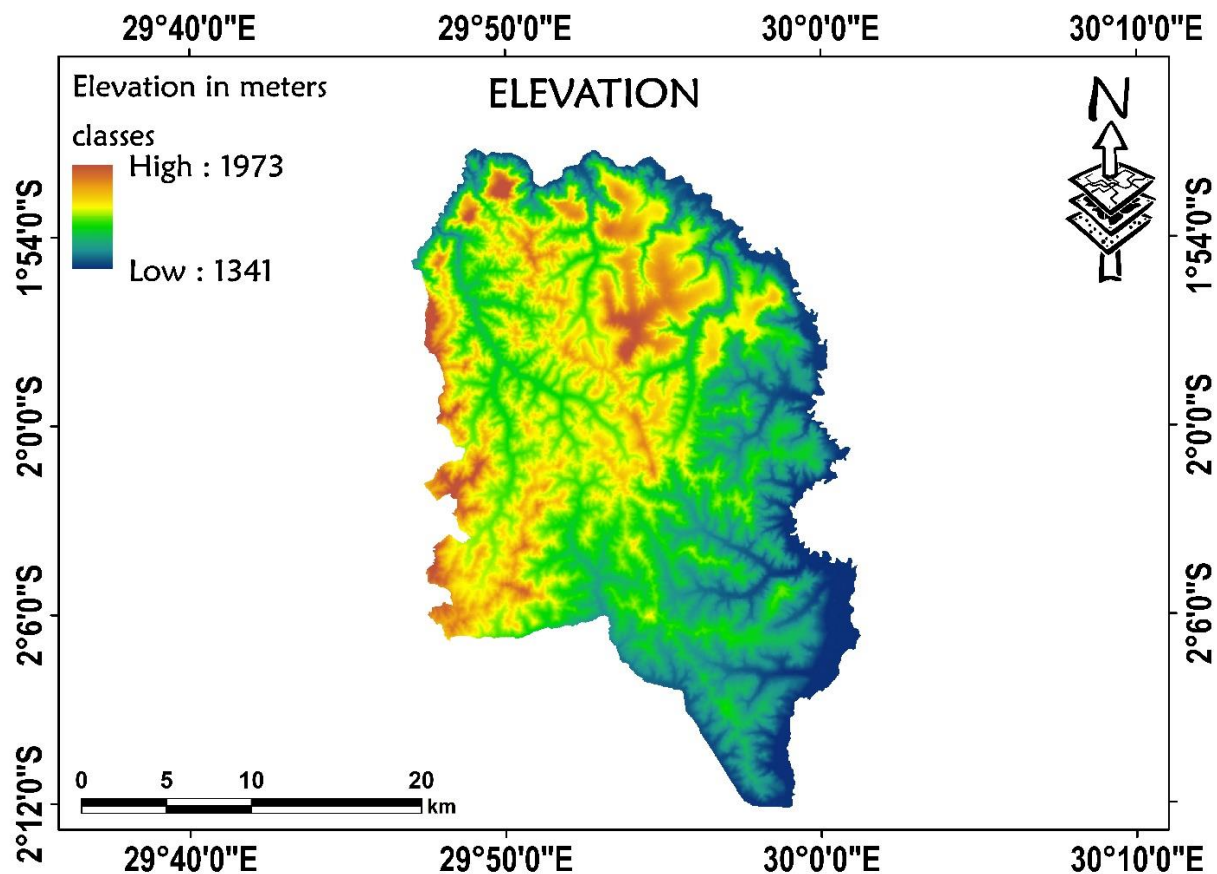 29°40'0"E 29°50'0"E 30°0'0"E 30°10'0"E
Elevation in meters
classes
High : 1973
Low : 1341
ELEVATION
N
1°54'0"S
2°0'0"S
2°6'0"S
2°12'0"S
1°54'0"S
2°0'0"S
2°6'0"S
0 5 10 20
km
29°40'0"E 29°50'0"E 30°0'0"E 30°10'0"E